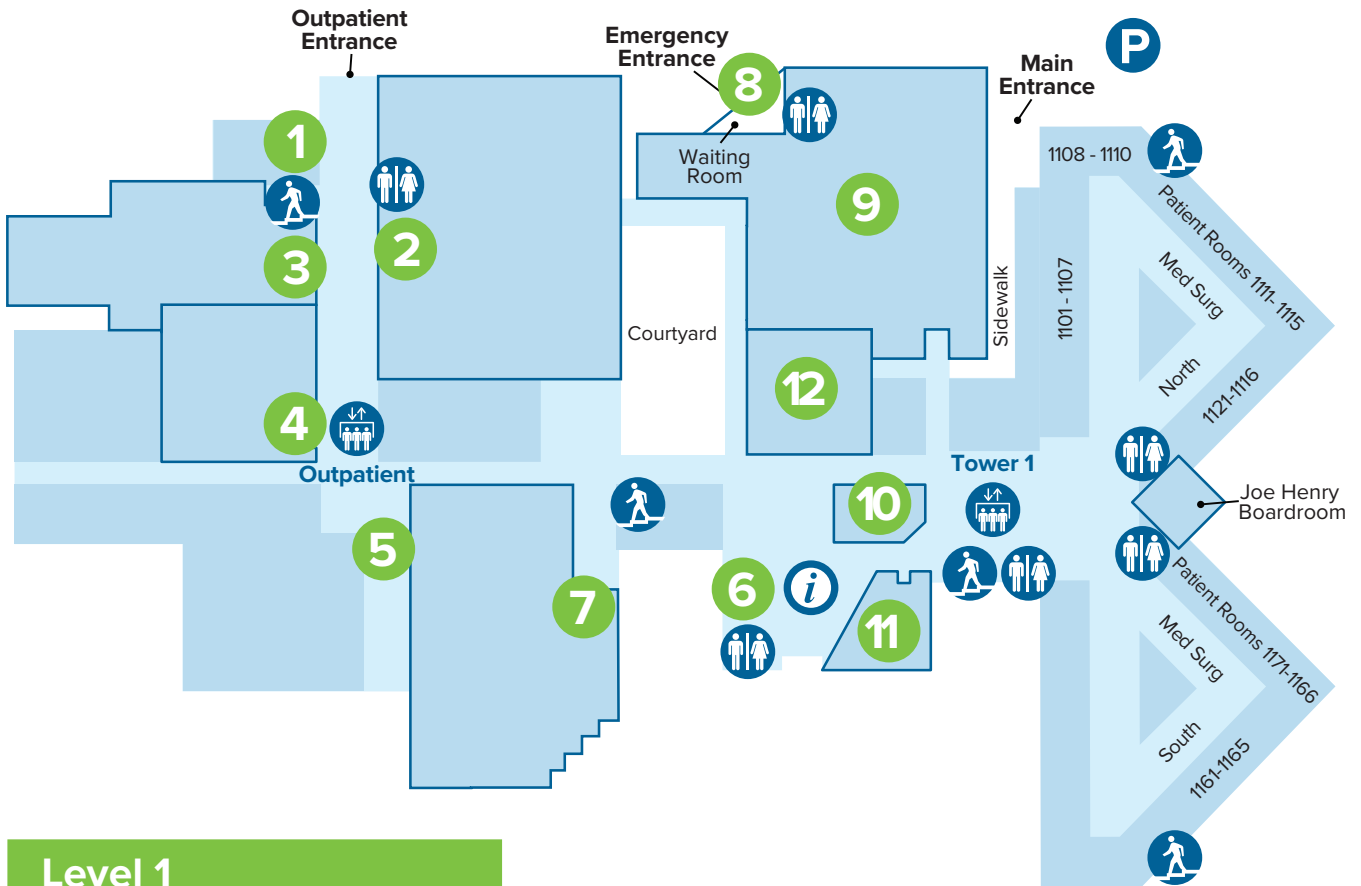 Outpatient
Entrance
Emergency
Entrance
Main
Entrance
P
8
1
Waiting
Room
1108 - 1110
Patient Rooms 1111- 1115
2
9
3
Med Surg
Sidewalk
1101 - 1107
Courtyard
North
12
1121-1116
4
Outpatient
Tower 1
10
Joe Henry
Boardroom
5
6
i
7
11
Patient Rooms 1171-1166
Med Surg
South
1161-1165
Level 1